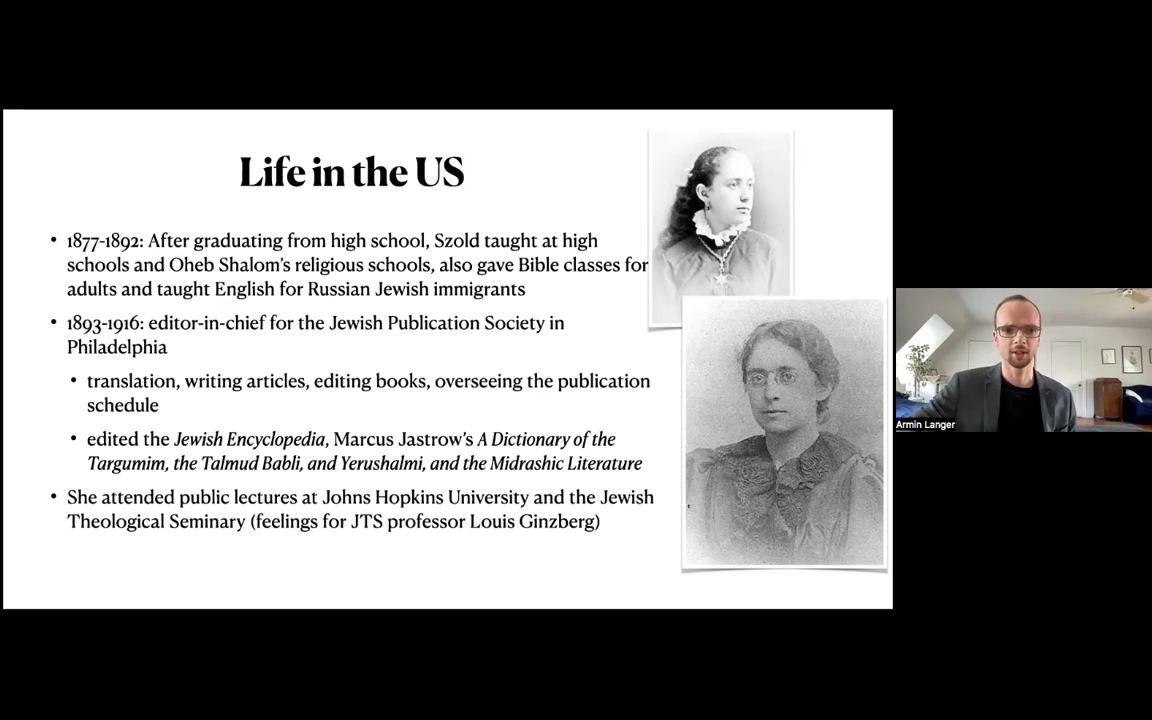 Life in the US
• 1877-1892: After graduating from high school, Szold taught at high
schools and Oheb Shalom's religious schools, also gave Bible classes for
adults and taught English for Russian Jewish immigrants
• 1893-1916: editor-in-chief for the Jewish Publication Society in
Philadelphia
• translation, writing articles, editing books, overseeing the publication
schedule
• edited the Jewish Encyclopedia, Marcus Jastrow's A Dictionary of the
Targumim, the Talmud Babli, and Yerushalmi, and the Midrashic Literature
• She attended public lectures at Johns Hopkins University and the Jewish
Theological Seminary (feelings for JTS professor Louis Ginzberg)
Armin Langer